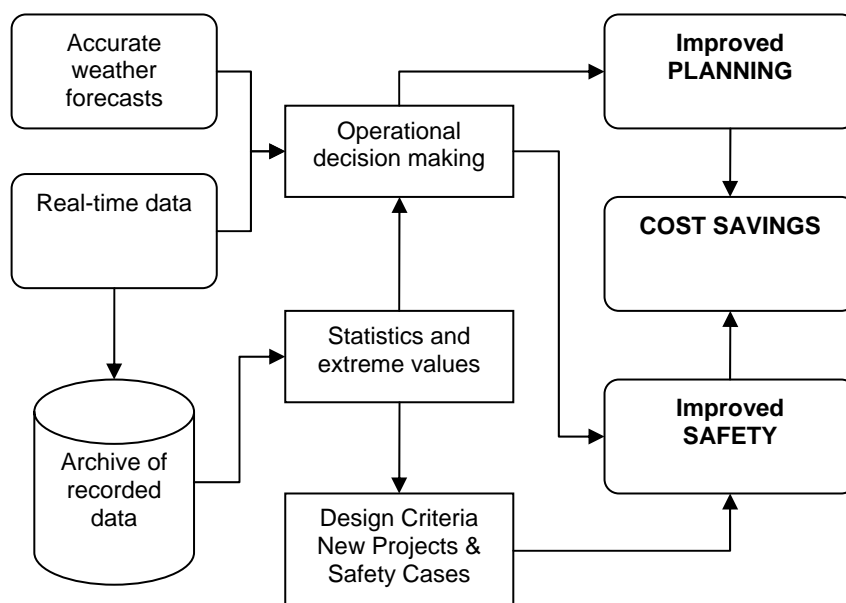 Accurate
weather
forecasts
Real-time data
Archive of
recorded
data
Operational
decision making
Statistics and
extreme values
Design Criteria
New Projects &
Safety Cases
Improved
PLANNING
COST SAVINGS
Improved
SAFETY